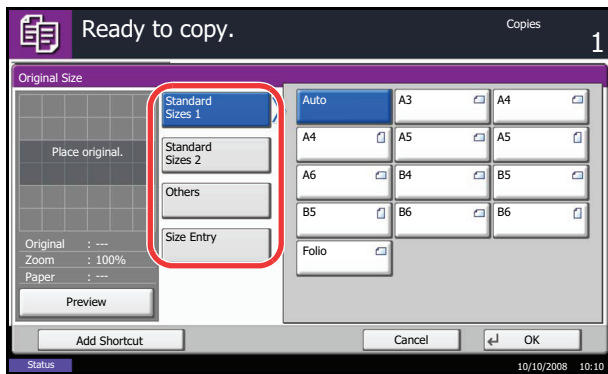 Ready to copy.
Copies
1
Original Size
Place original.
Original : ---
Zoom : 100%
Paper : ---
Preview
Standard
Sizes 1
Standard
Sizes 2
Others
Size Entry
Auto
A3
A4
A4
A5
A5
A6
B4
B5
B5
B6
B6
Folio
Add Shortcut
Cancel
OK
Status
10/10/2008 10:10